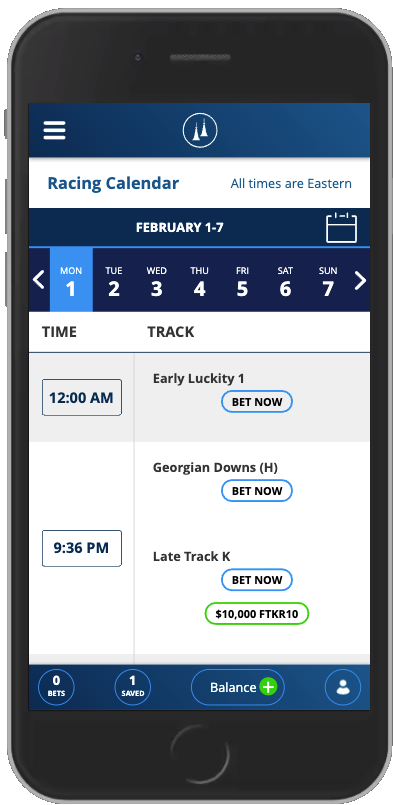 Racing Calendar All times are Eastern
FEBRUARY 1-7
MON TUE WED THU FRI SAT SUN
1 2 3 4 5 6 7
TIME TRACK
Early Luckity 1
12:00 AM
BET NOW
Georgian Downs (H)
BET NOW
9:36 PM
Late Track K
BET NOW
$10,000 FTKR10
0 BETS
1 SAVED
Balance